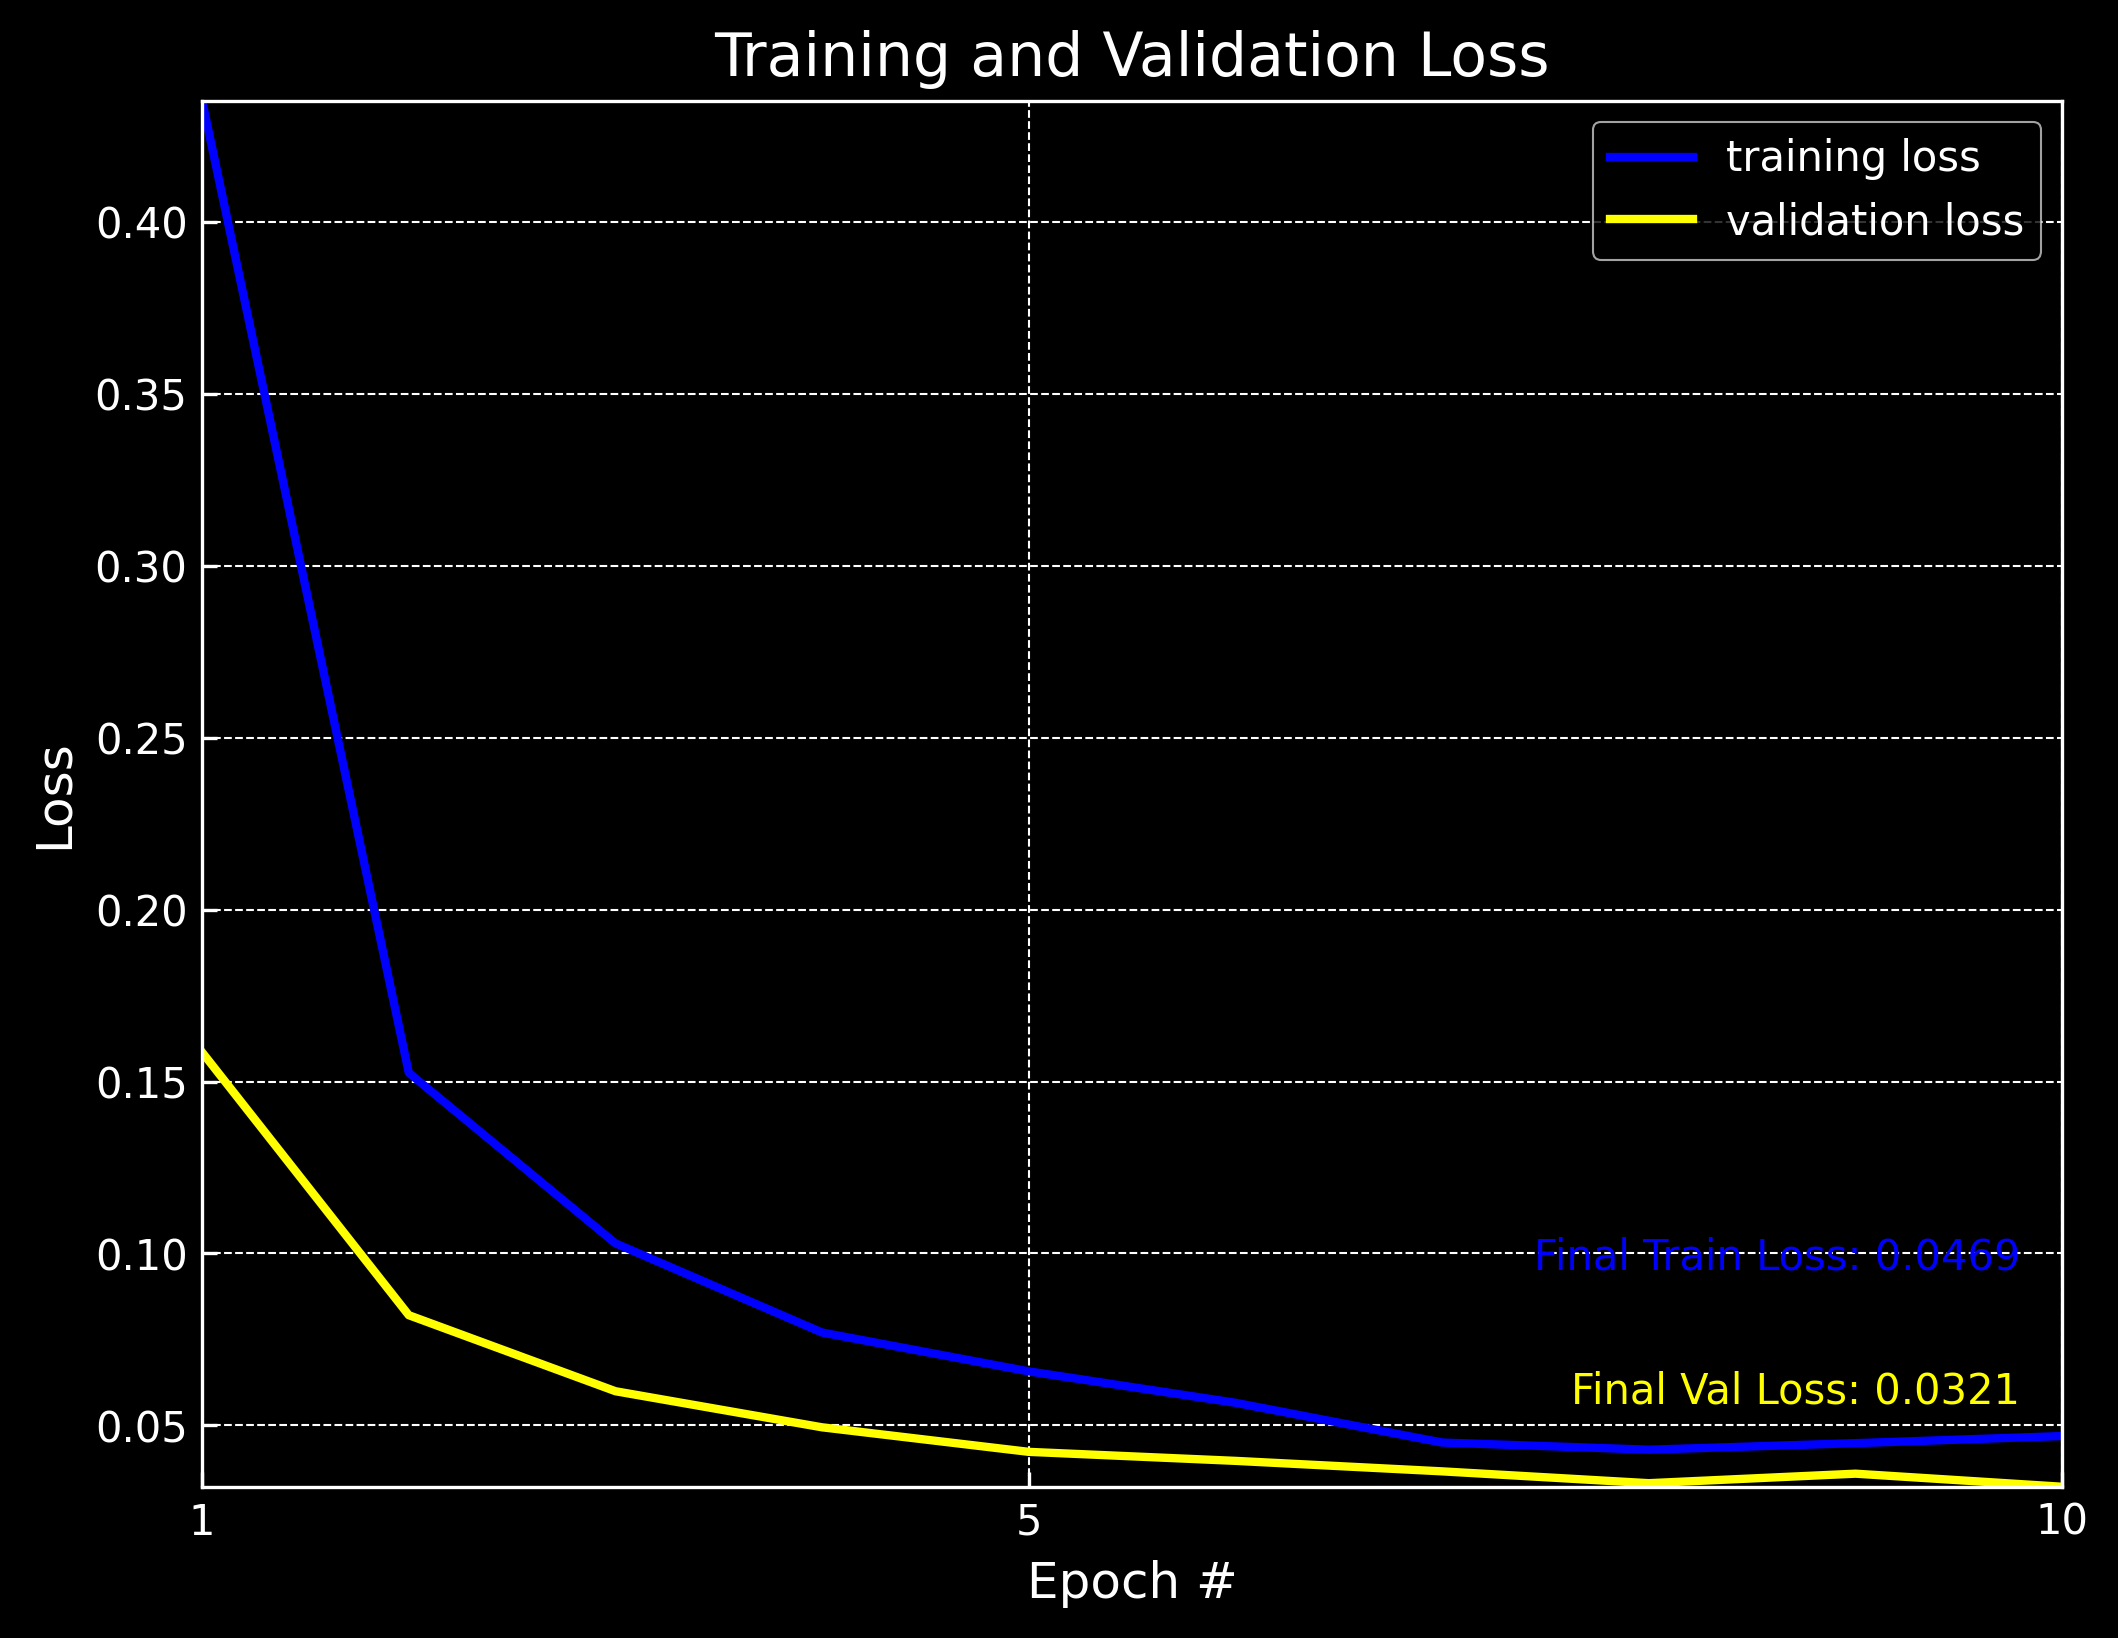 Training and Validation Loss
training loss
validation loss
0.40
0.35
0.30
0.25
0.20
0.15
0.10
0.05
Loss
Final Train Loss: 0.0469
Final Val Loss: 0.0321
1 5 10
Epoch #